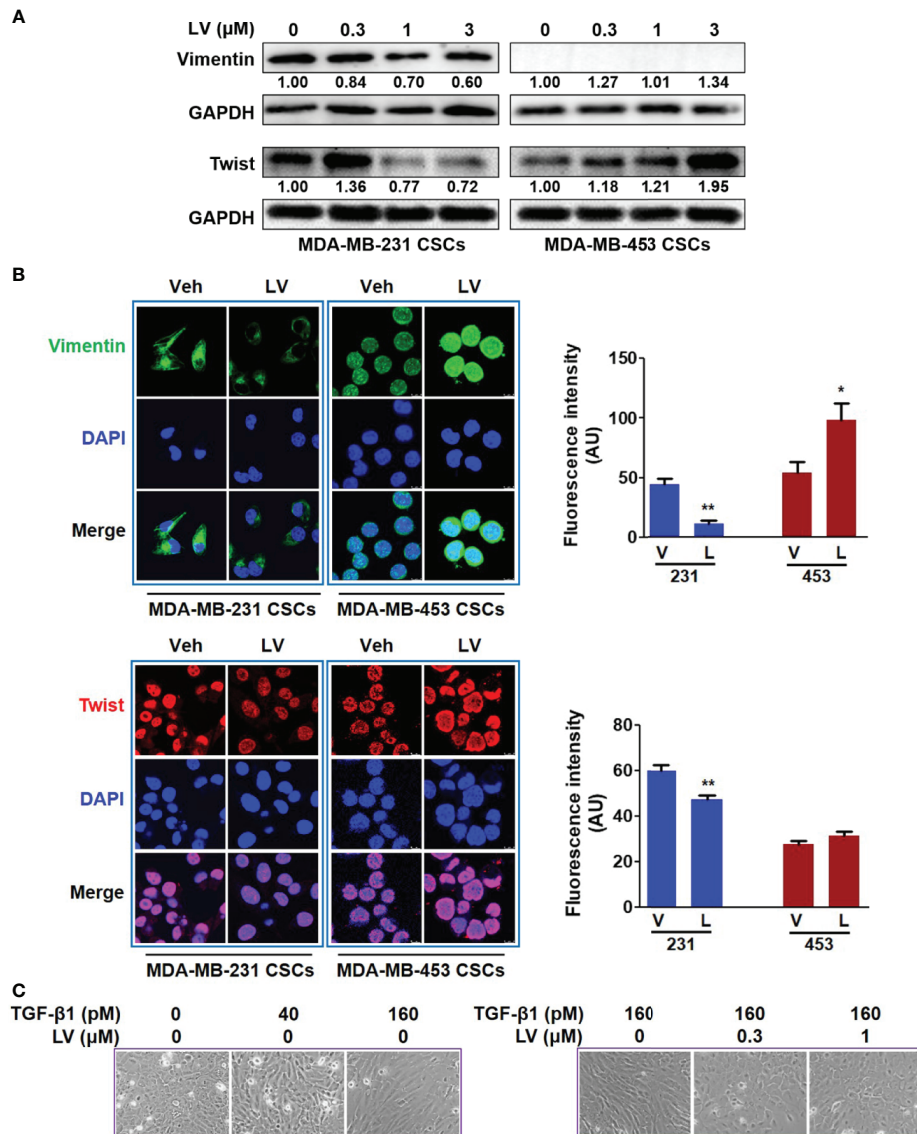 A
LV (µM) 0 0.3 1 3 0 0.3 1 3
Vimentin
1.00 0.84 0.70 0.60 1.00 1.27 1.01 1.34
GAPDH
Twist
1.00 1.36 0.77 0.72 1.00 1.18 1.21 1.95
GAPDH
MDA-MB-231 CSCs MDA-MB-453 CSCs
B
Veh LV Veh LV
Vimentin
DAPI
Merge
MDA-MB-231 CSCs MDA-MB-453 CSCs
Fluorescence intensity
(AU)
150
100
50
0
**
*
V L V L
231 453
Veh LV Veh LV
Twist
DAPI
Merge
MDA-MB-231 CSCs MDA-MB-453 CSCs
Fluorescence intensity
(AU)
80
60
40
20
0
**
V L V L
231 453
C
TGF-β1 (pM) 0 40 160 TGF-β1 (pM) 160 160 160
LV (µM) 0 0 0 LV (µM) 0 0.3 1